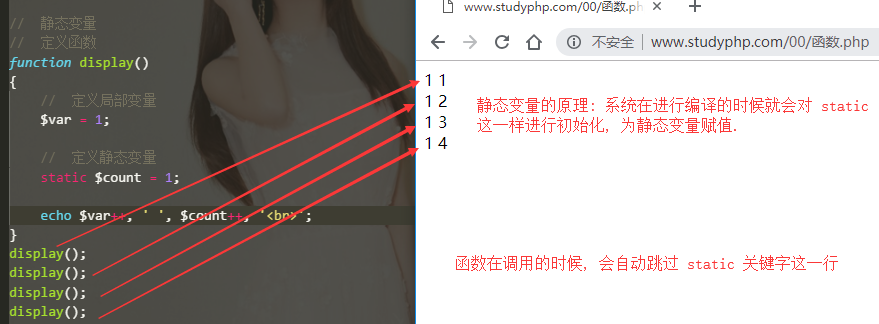 //  静态变量
//  定义函数
function display()
{
//  定义局部变量
$var = 1;
//  定义静态变量
static $count = 1;
echo $var++, ' ', $count++, '<br>';
}
display();
display();
display();
display();
www.studyphp.com/00/函数.php
不安全 | www.studyphp.com/00/函数.php
1 1
1 2
1 3
1 4
静态变量的原理：系统在进行编译的时候就会对 static
这一样进行初始化，为静态变量赋值.
函数在调用的时候，会自动跳过 static 关键字这一行